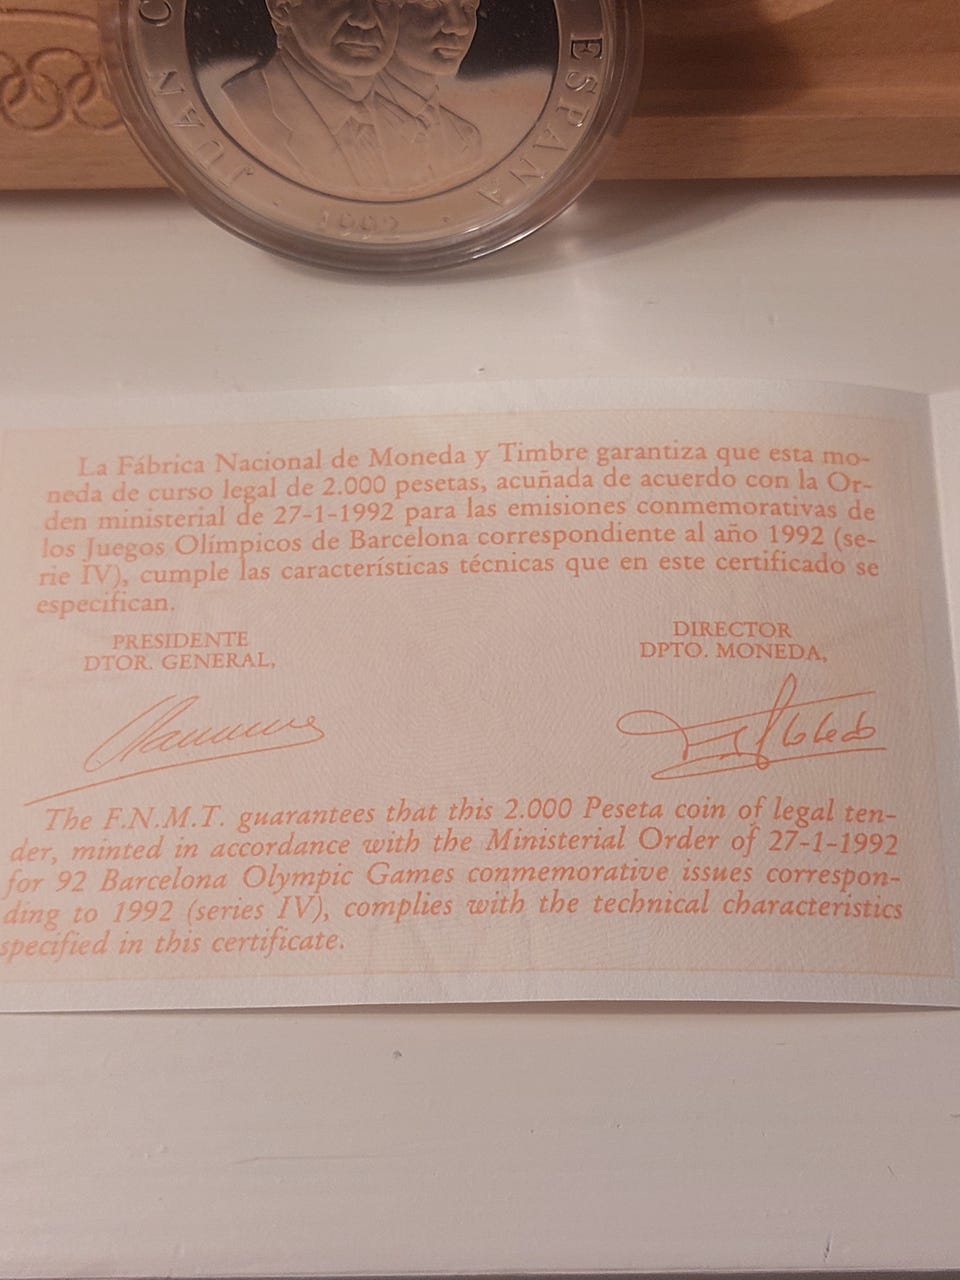 JUAN C
ESPAÑA
· 1992 ·
La Fábrica Nacional de Moneda y Timbre garantiza que esta mo-
neda de curso legal de 2.000 pesetas, acuñada de acuerdo con la Or-
den ministerial de 27-1-1992 para las emisiones conmemorativas de
los Juegos Olímpicos de Barcelona correspondiente al año 1992 (se-
rie IV), cumple las características técnicas que en este certificado se
especifican.
PRESIDENTE
DTOR. GENERAL,
DIRECTOR
DPTO. MONEDA,
The F.N.M.T. guarantees that this 2.000 Peseta coin of legal ten-
der, minted in accordance with the Ministerial Order of 27-1-1992
for 92 Barcelona Olympic Games conmemorative issues correspon-
ding to 1992 (series IV), complies with the technical characteristics
specified in this certificate.